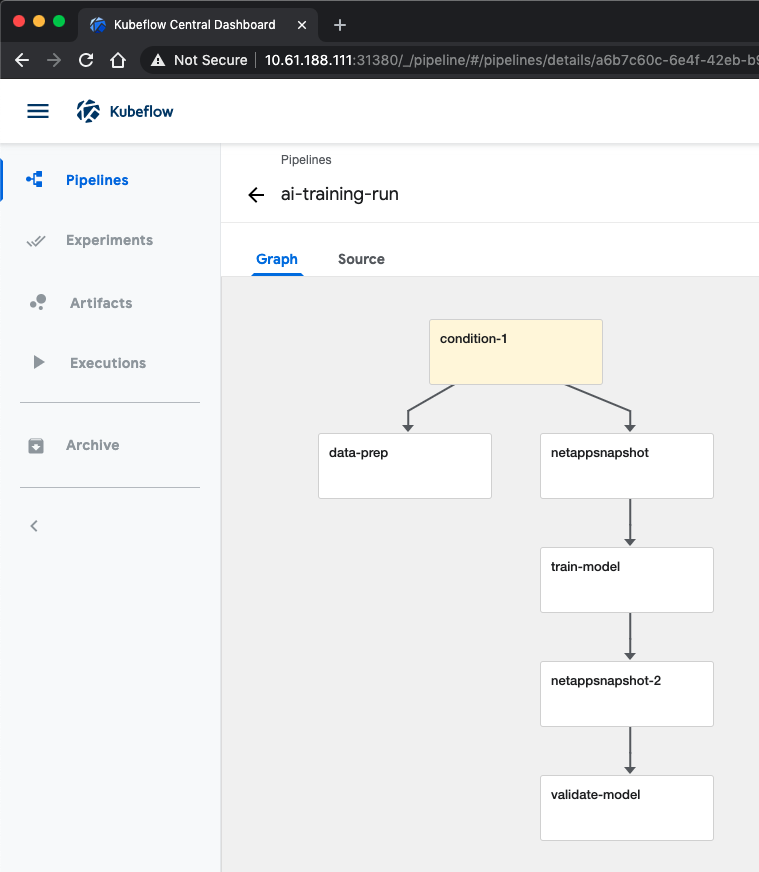 Kubeflow Central Dashboard
Not Secure 10.61.188.111:31380/_/pipeline/#/pipelines/details/a6b7c60c-6e4f-42eb-b9
Kubeflow
Pipelines
Experiments
Artifacts
Executions
Archive
Pipelines
ai-training-run
Graph Source
condition-1
data-prep netappsnapshot
train-model
netappsnapshot-2
validate-model